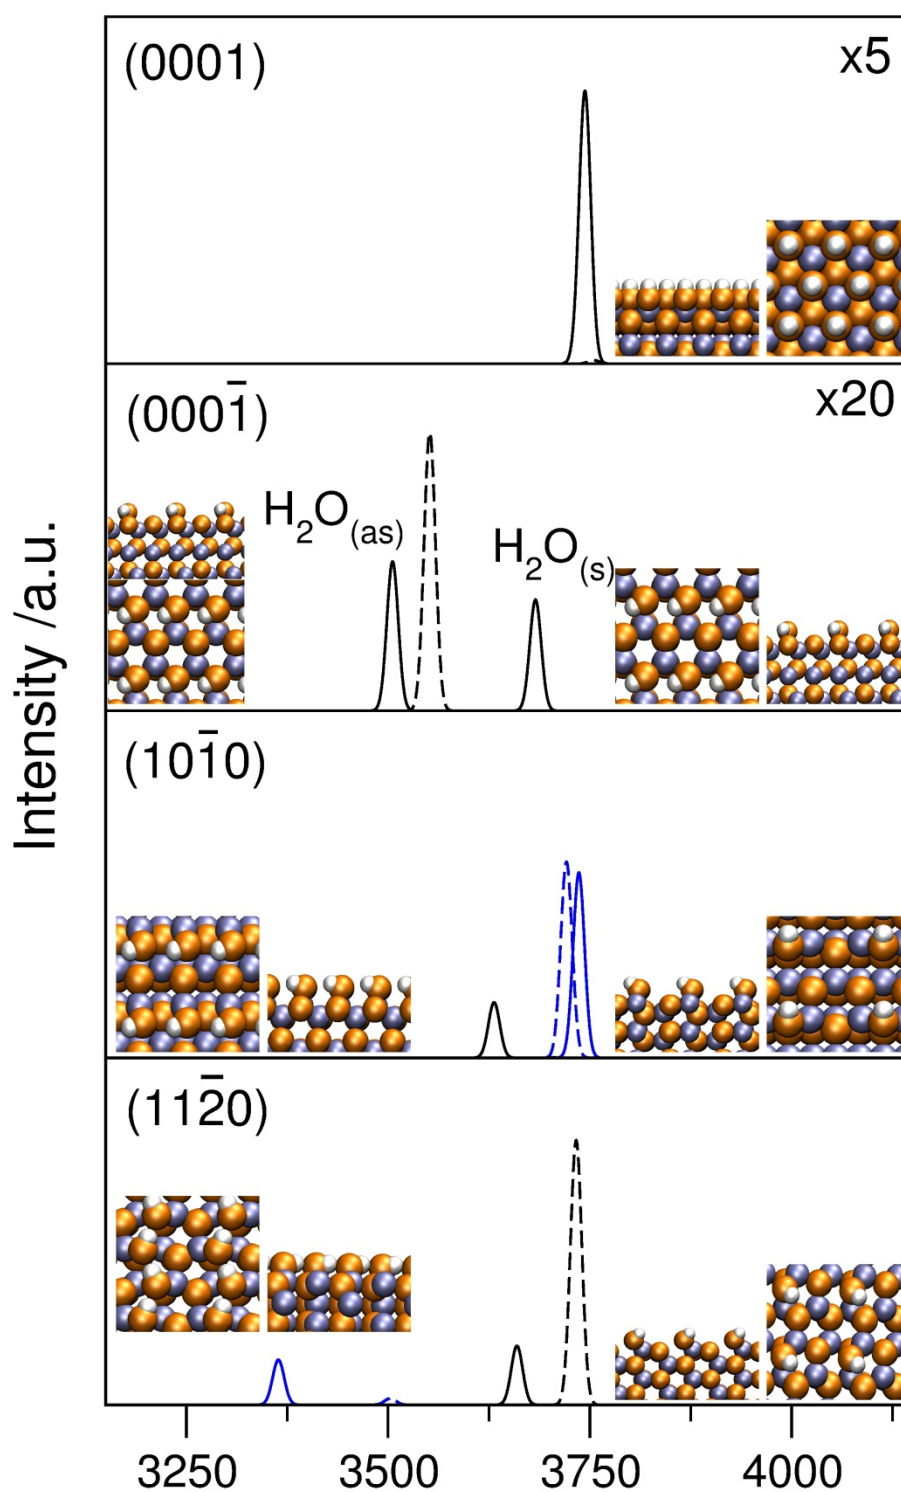 (0001)
x5
(0001̄)
x20
H₂O₍as₎
H₂O₍s₎
(101̄0)
(112̄0)
Intensity /a.u.
3250 3500 3750 4000